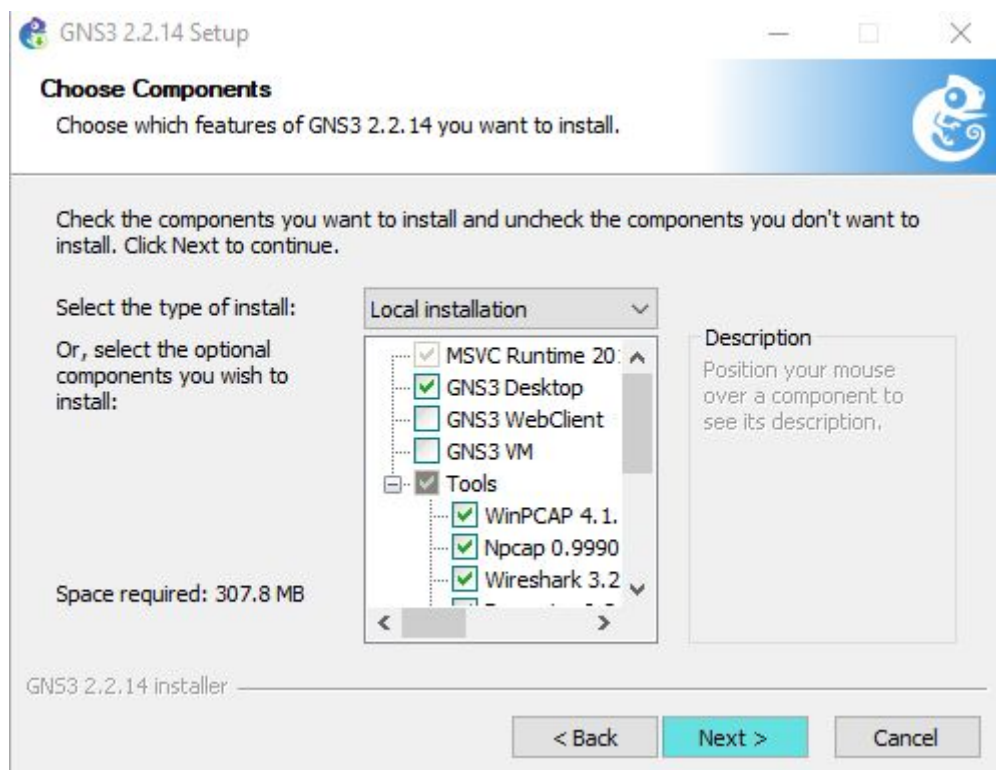 GNS3 2.2.14 Setup
Choose Components
Choose which features of GNS3 2.2.14 you want to install.
Check the components you want to install and uncheck the components you don't want to
install. Click Next to continue.
Select the type of install:
Local installation
Or, select the optional
components you wish to
install:
MSVC Runtime 201
GNS3 Desktop
GNS3 WebClient
GNS3 VM
Tools
WinPCAP 4.1.
Npcap 0.9990
Wireshark 3.2
Description
Position your mouse
over a component to
see its description.
Space required: 307.8 MB
GNS3 2.2.14 installer
< Back
Next >
Cancel